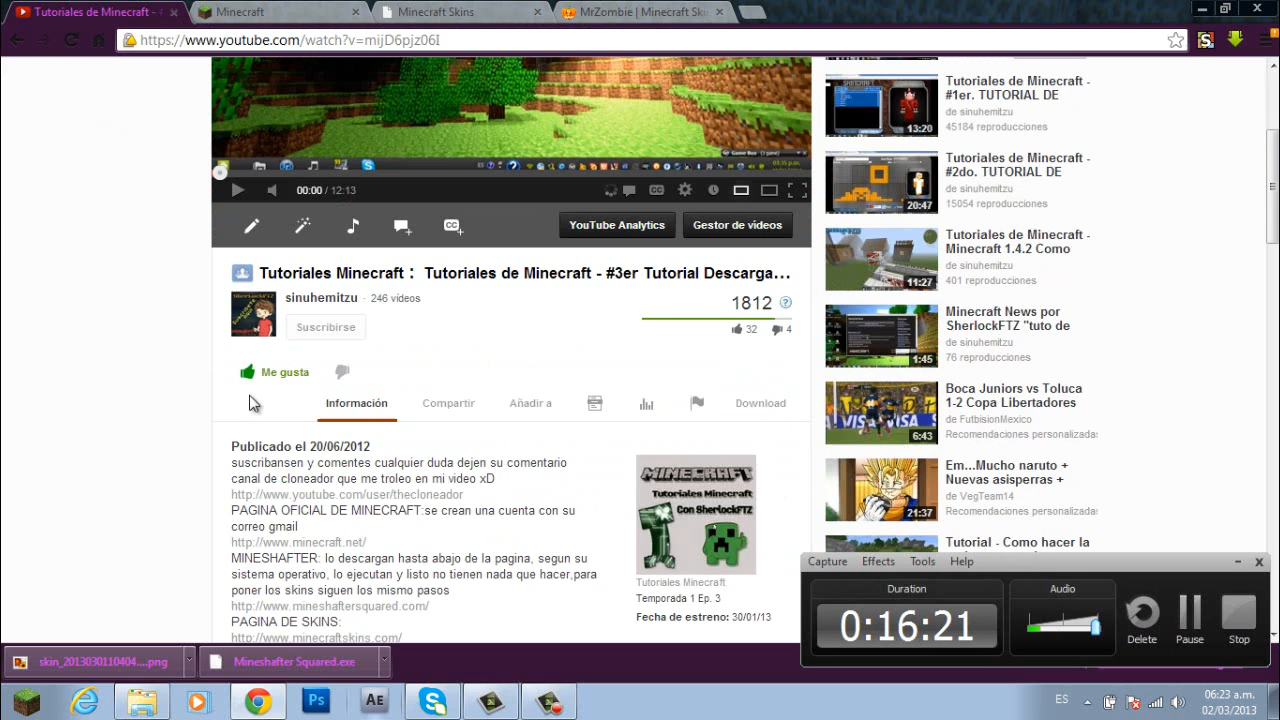 Tutoriales de Minecraft -
Minecraft
Minecraft Skins
MrZombie | Minecraft Sk
https://www.youtube.com/watch?v=mijD6pjz06I
Game Box
03:35 p.m.
00:00 / 12:13
YouTube Analytics
Gestor de vídeos
Tutoriales Minecraft : Tutoriales de Minecraft - #3er Tutorial Descarga...
sinuhemitzu · 246 vídeos
Suscribirse
1812
32
4
Me gusta
Información
Compartir
Añadir a
Download
Publicado el 20/06/2012
suscribansen y comentes cualquier duda dejen su comentario
canal de cloneador que me troleo en mi video xD
http://www.youtube.com/user/thecloneador
PAGINA OFICIAL DE MINECRAFT:se crean una cuenta con su
correo gmail
http://www.minecraft.net/
MINESHAFTER: lo descargan hasta abajo de la pagina, segun su
sistema operativo, lo ejecutan y listo no tienen nada que hacer,para
poner los skins siguen los mismo pasos
http://www.mineshaftersquared.com/
PAGINA DE SKINS:
http://www.minecraftskins.com/
MINECRAFT
Tutoriales Minecraft
Con SherlockFTZ
Tutoriales Minecraft
Temporada 1 Ep. 3
Fecha de estreno: 30/01/13
Tutoriales de Minecraft -
#1er. TUTORIAL DE
de sinuhemitzu
45184 reproducciones
13:20
Tutoriales de Minecraft -
#2do. TUTORIAL DE
de sinuhemitzu
15054 reproducciones
20:47
Tutoriales de Minecraft -
Minecraft 1.4.2 Como
de sinuhemitzu
401 reproducciones
11:27
Minecraft News por
SherlockFTZ "tuto de
de sinuhemitzu
76 reproducciones
1:45
Boca Juniors vs Toluca
1-2 Copa Libertadores
de FutbisionMexico
Recomendaciones personalizadas
6:43
Em...Mucho naruto +
Nuevas asisperras +
de VegTeam14
Recomendaciones personalizadas
21:37
Tutorial - Como hacer la
Capture
Effects
Tools
Help
Duration
0:16:21
Audio
Delete
Pause
Stop
skin_2013030110404....png
Mineshafter Squared.exe
Ps
Ae
ES
06:23 a.m.
02/03/2013